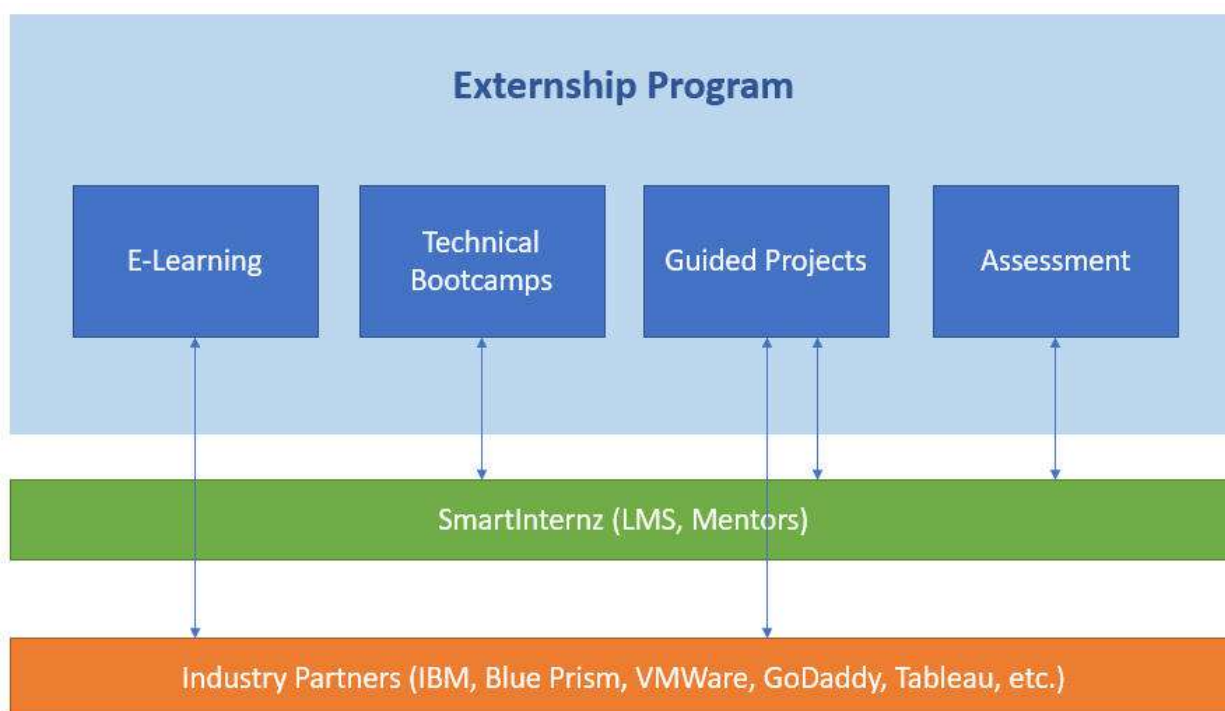 Externship Program
E-Learning
Technical
Bootcamps
Guided Projects
Assessment
SmartInternz (LMS, Mentors)
Industry Partners (IBM, Blue Prism, VMWare, GoDaddy, Tableau, etc.)